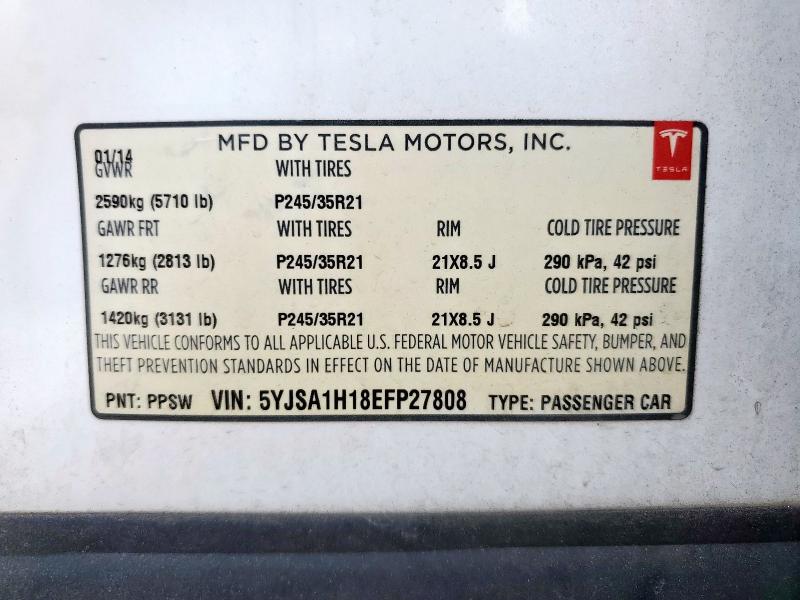 MFD BY TESLA MOTORS, INC.
TESLA
01/14
GVWR WITH TIRES
2590kg (5710 lb) P245/35R21
GAWR FRT WITH TIRES RIM COLD TIRE PRESSURE
1276kg (2813 lb) P245/35R21 21X8.5 J 290 kPa, 42 psi
GAWR RR WITH TIRES RIM COLD TIRE PRESSURE
1420kg (3131 lb) P245/35R21 21X8.5 J 290 kPa, 42 psi
THIS VEHICLE CONFORMS TO ALL APPLICABLE U.S. FEDERAL MOTOR VEHICLE SAFETY, BUMPER, AND
THEFT PREVENTION STANDARDS IN EFFECT ON THE DATE OF MANUFACTURE SHOWN ABOVE.
PNT: PPSW VIN: 5YJSA1H18EFP27808 TYPE: PASSENGER CAR